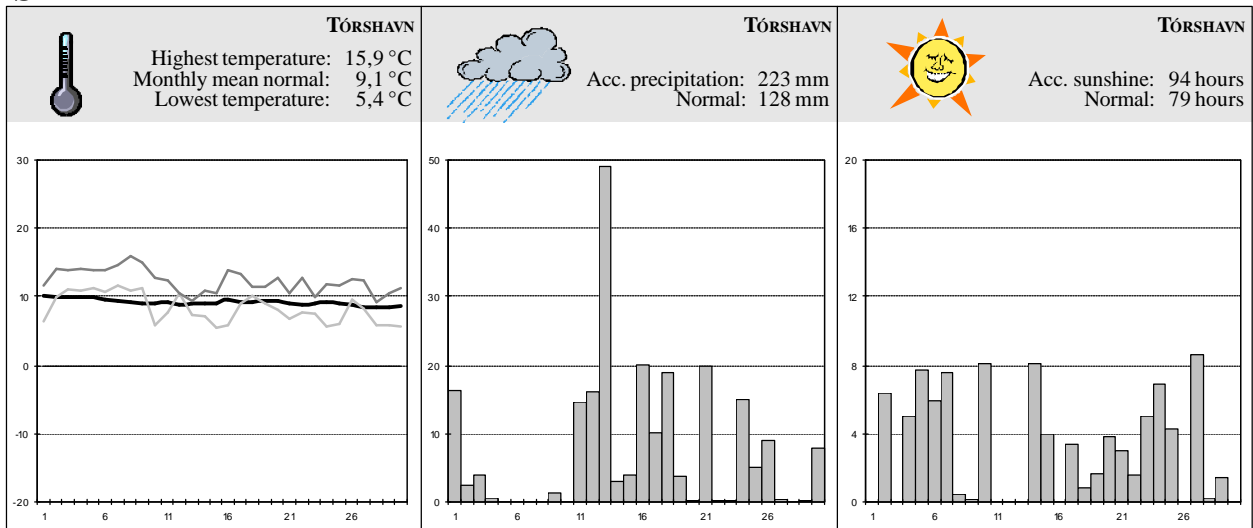 TÓRSHAVN
Highest temperature: 15,9 °C
Monthly mean normal: 9,1 °C
Lowest temperature: 5,4 °C
30
20
10
0
-10
-20
1 6 11 16 21 26
TÓRSHAVN
Acc. precipitation: 223 mm
Normal: 128 mm
50
40
30
20
10
0
1 6 11 16 21 26
TÓRSHAVN
Acc. sunshine: 94 hours
Normal: 79 hours
20
16
12
8
4
0
1 6 11 16 21 26